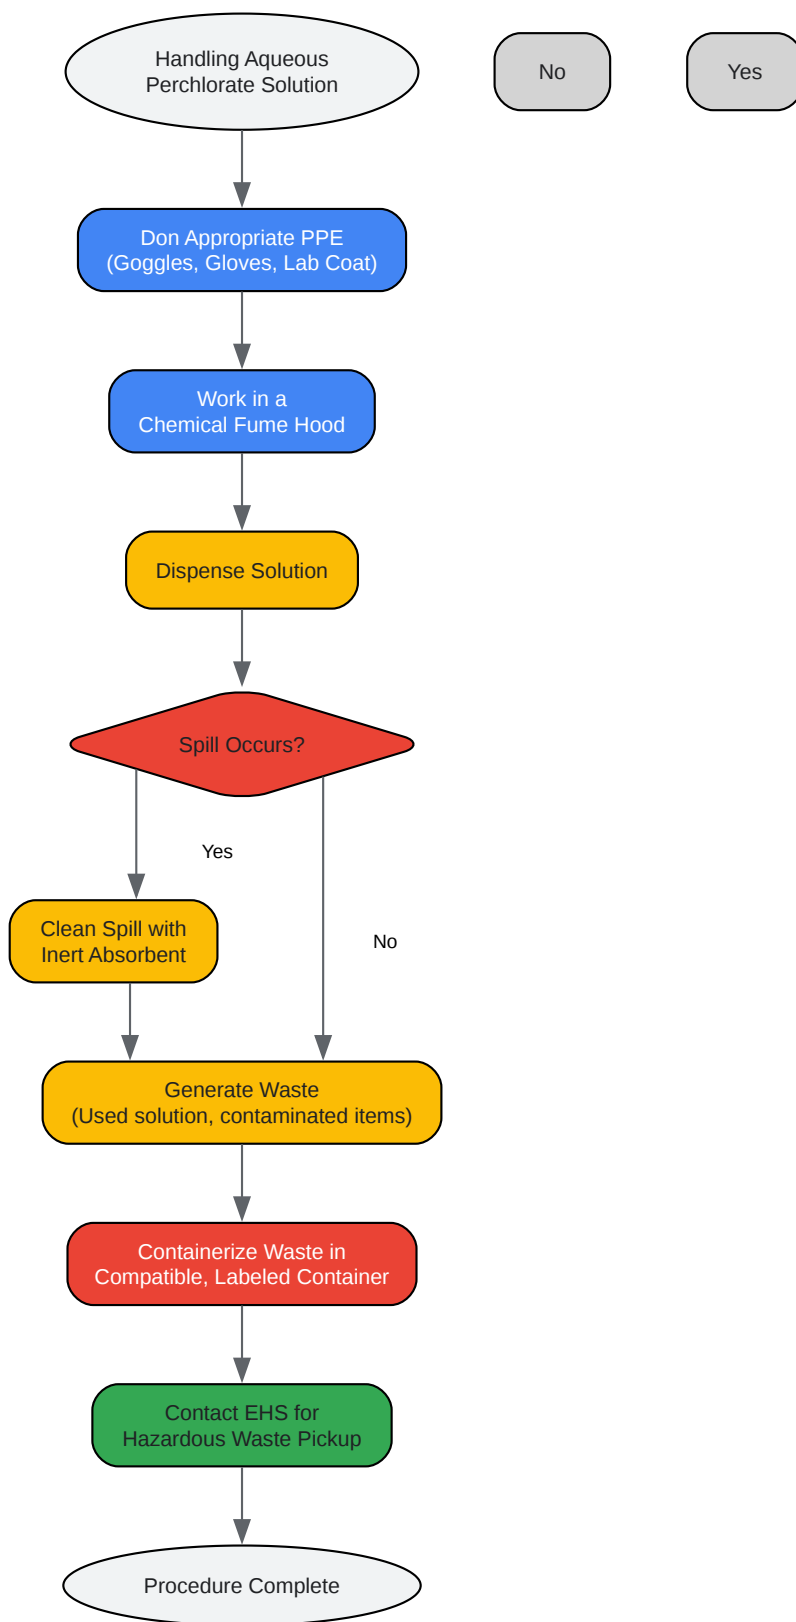 Handling Aqueous
Perchlorate Solution
No
Yes
Don Appropriate PPE
(Goggles, Gloves, Lab Coat)
Work in a
Chemical Fume Hood
Dispense Solution
Spill Occurs?
Yes
Clean Spill with
Inert Absorbent
No
Generate Waste
(Used solution, contaminated items)
Containerize Waste in
Compatible, Labeled Container
Contact EHS for
Hazardous Waste Pickup
Procedure Complete